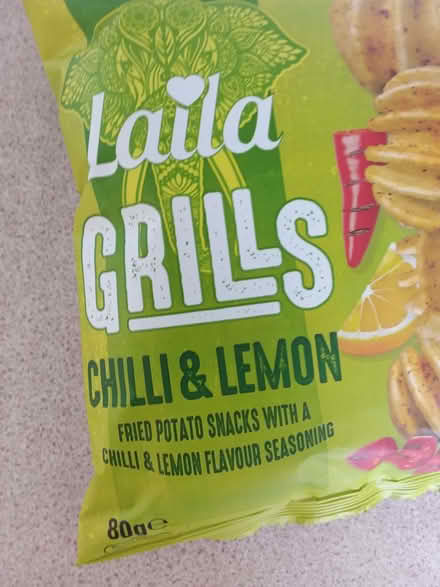 Laila
GRILLS
CHILLI & LEMON
FRIED POTATO SNACKS WITH A
CHILLI & LEMON FLAVOUR SEASONING
80g℮